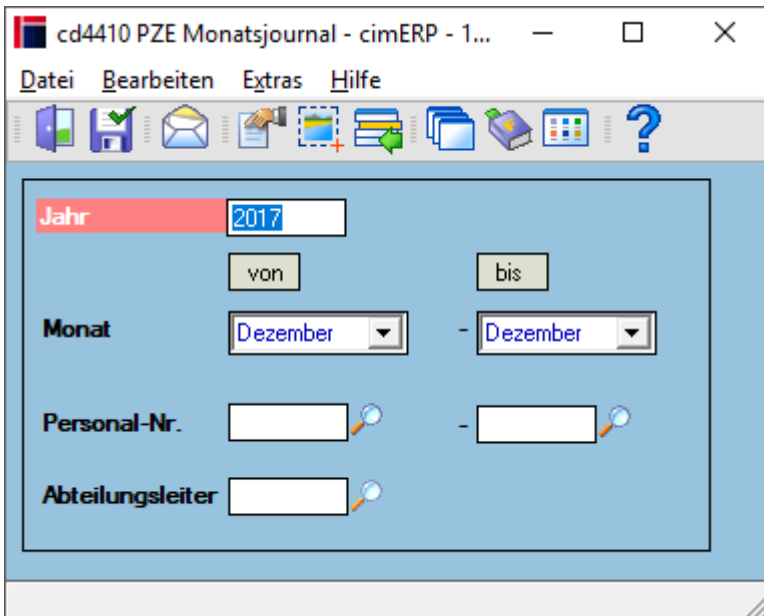 cd4410 PZE Monatsjournal - cimERP - 1...
Datei Bearbeiten Extras Hilfe
Jahr 2017
von bis
Monat Dezember - Dezember
Personal-Nr. -
Abteilungsleiter